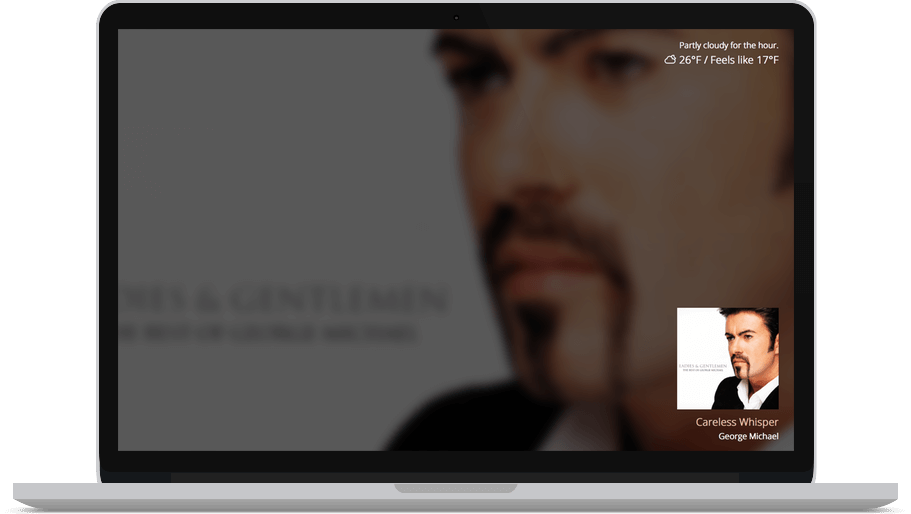 Partly cloudy for the hour.
26°F / Feels like 17°F
& GENTLEMEN
BEST OF GEORGE MICHAEL
LADIES & GENTLEMEN
THE BEST OF GEORGE MICHAEL
Careless Whisper
George Michael